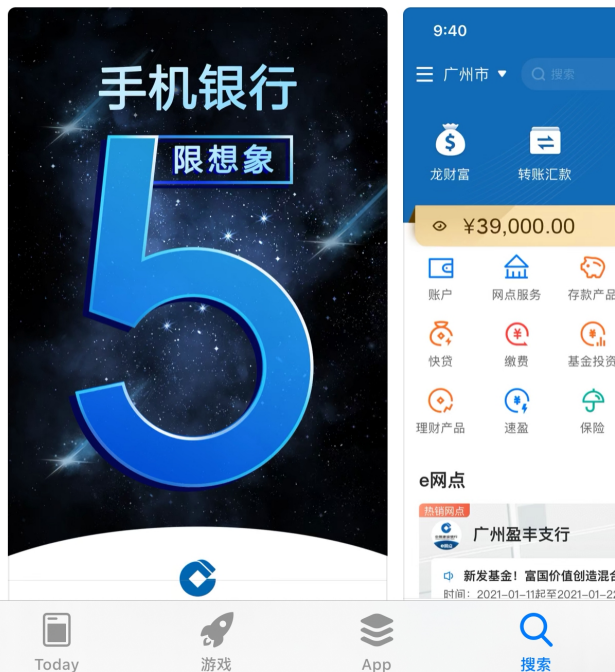 手机银行
5
限想象
9:40
广州市
搜索
龙财富
转账汇款
¥39,000.00
账户
网点服务
存款产品
快贷
缴费
基金投资
理财产品
速盈
保险
e网点
热销网点
广州盈丰支行
新发基金！富国价值创造混合
时间：2021-01-11起至2021-01-22
Today
游戏
App
搜索